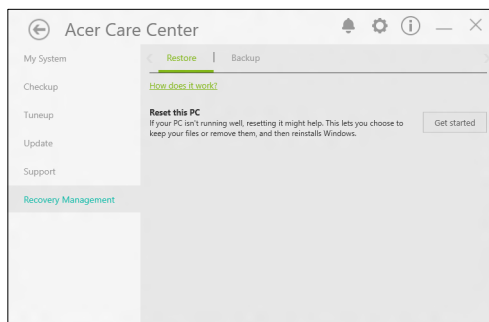 Acer Care Center
My System
Restore
Backup
Checkup
How does it work?
Tuneup
Reset this PC
If your PC isn't running well, resetting it might help. This lets you choose to
keep your files or remove them, and then reinstalls Windows.
Get started
Update
Support
Recovery Management